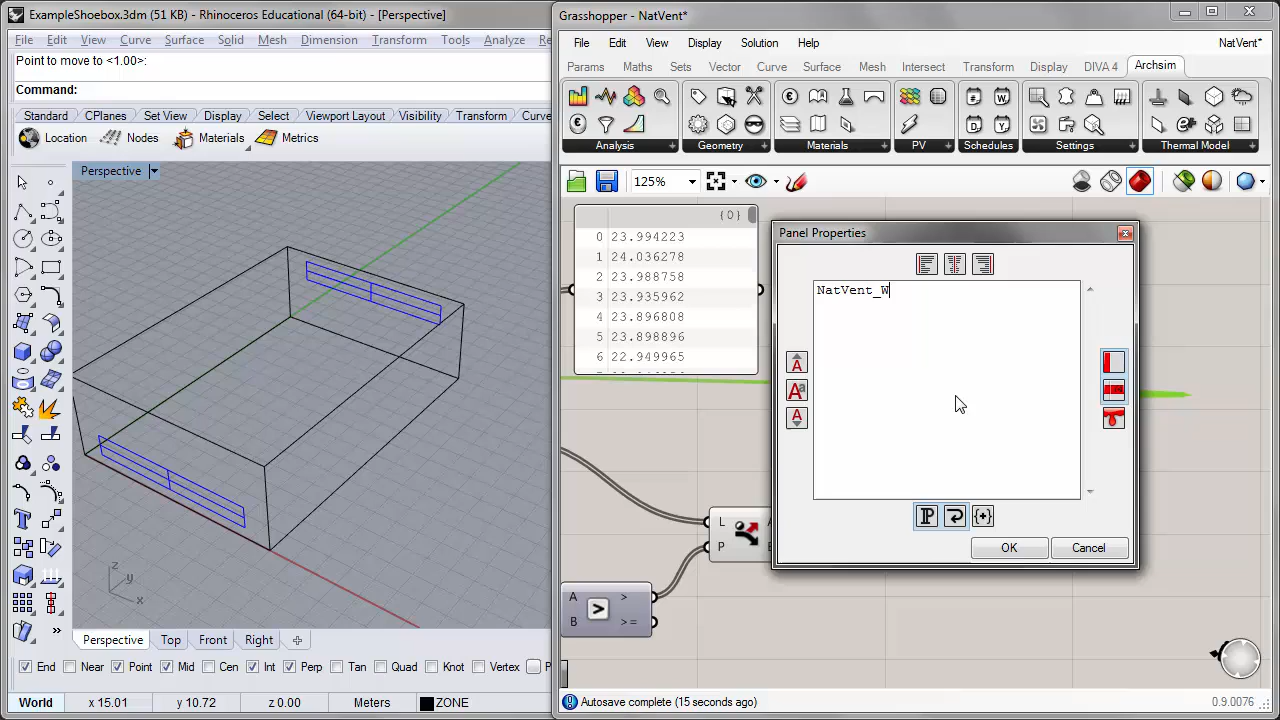 ExampleShoebox.3dm (51 KB) - Rhinoceros Educational (64-bit) - [Perspective]
File Edit View Curve Surface Solid Mesh Dimension Transform Tools Analyze Re
Point to move to <1.00>:
Command:
Standard CPlanes Set View Display Select Viewport Layout Visibility Transform Curve
Location Nodes Materials Metrics
Perspective
z
y
x
Perspective Top Front Right
End Near Point Mid Cen Int Perp Tan Quad Knot Vertex P
World x 15.01 y 10.72 z 0.00 Meters ZONE
Grasshopper - NatVent*
File Edit View Display Solution Help NatVent*
Params Maths Sets Vector Curve Surface Mesh Intersect Transform Display DIVA 4 Archsim
Analysis Geometry Materials PV Schedules Settings Thermal Model
125%
{0}
0 23.994223
1 24.036278
2 23.988758
3 23.935962
4 23.896808
5 23.898896
6 22.949965
L
P
A >
B >=
Panel Properties
NatVent_W
OK Cancel
Autosave complete (15 seconds ago) 0.9.0076